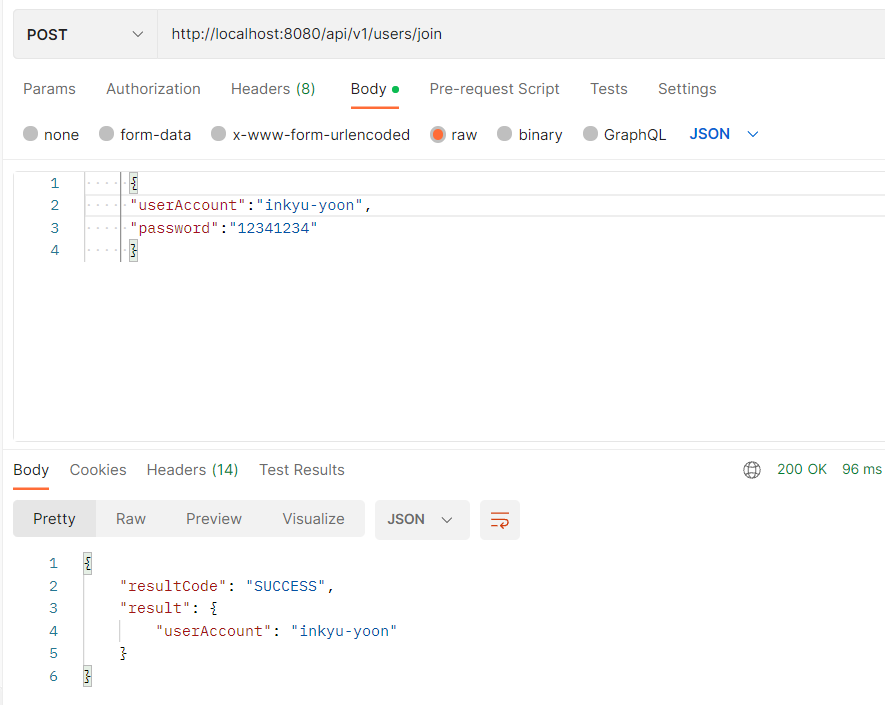 POST http://localhost:8080/api/v1/users/join
Params Authorization Headers (8) Body Pre-request Script Tests Settings
none form-data x-www-form-urlencoded raw binary GraphQL JSON
1 {
2 "userAccount":"inkyu-yoon",
3 "password":"12341234"
4 }
Body Cookies Headers (14) Test Results 200 OK 96 ms
Pretty Raw Preview Visualize JSON
1 {
2 "resultCode": "SUCCESS",
3 "result": {
4 "userAccount": "inkyu-yoon"
5 }
6 }